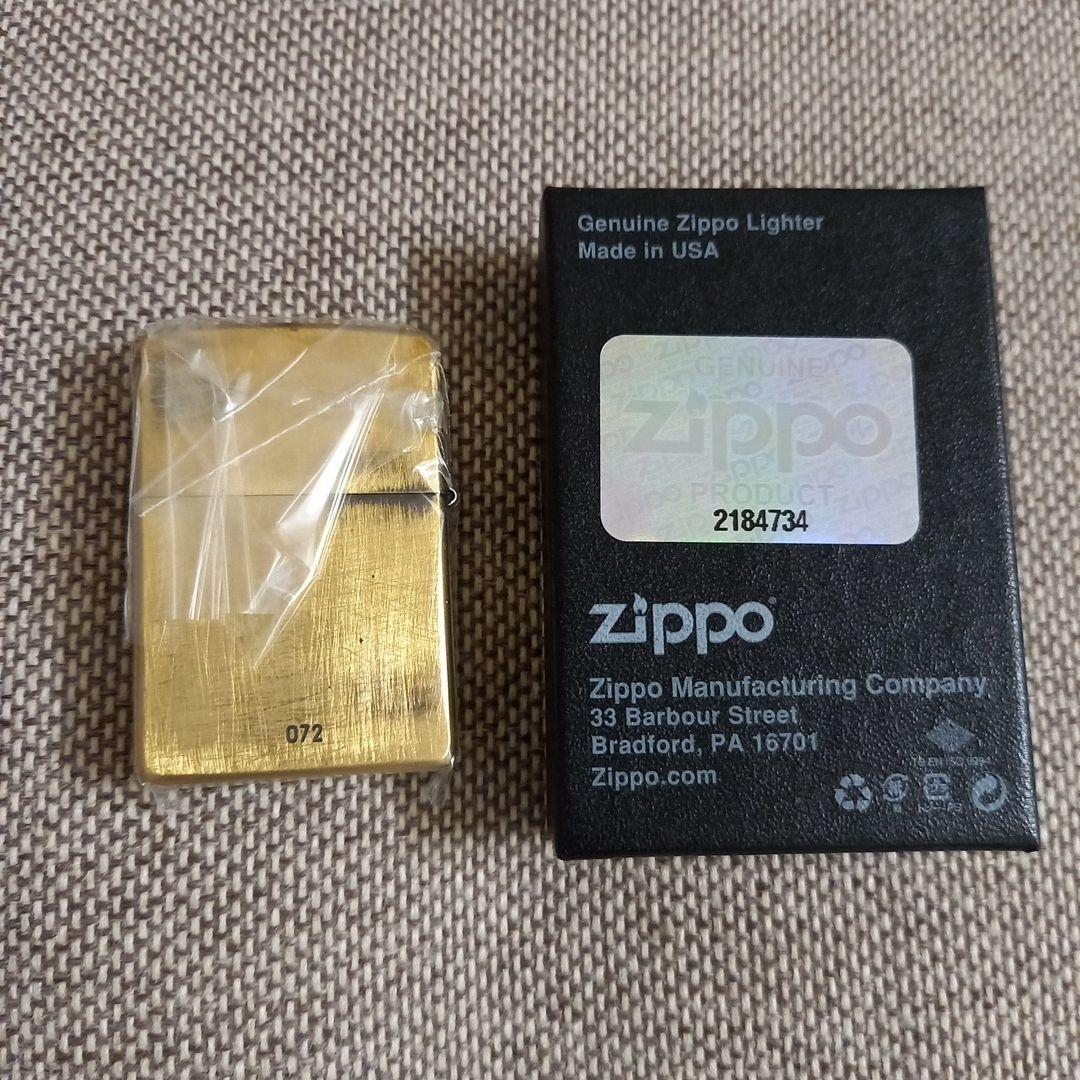 072
Genuine Zippo Lighter
Made in USA
GENUINE
zippo
PRODUCT
2184734
zippo
Zippo Manufacturing Company
33 Barbour Street
Bradford, PA 16701
Zippo.com